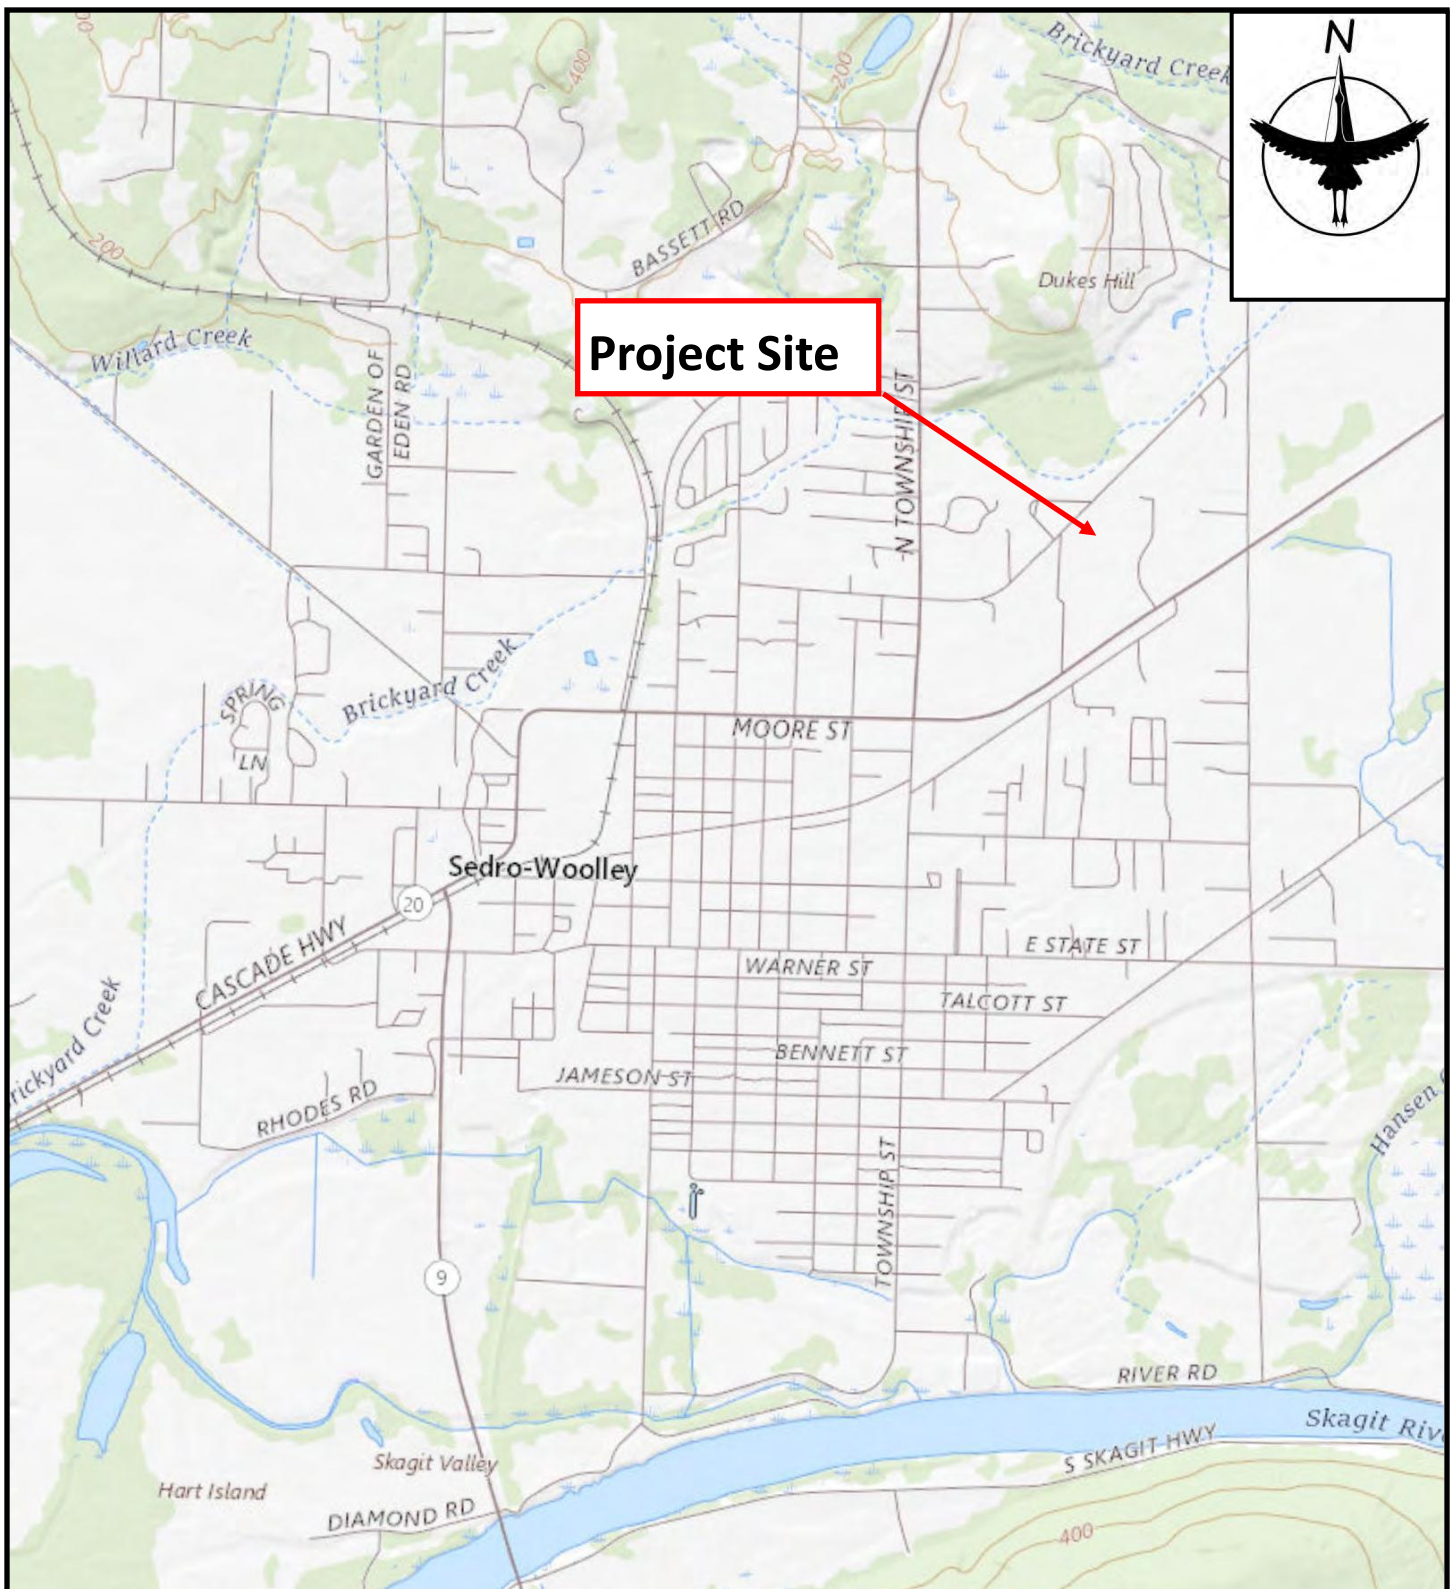 Brickyard Creek
N
400
200
200
BASSETT RD
Dukes Hill
Willard Creek
Project Site
GARDEN OF
EDEN RD
N TOWNSHIP ST
Brickyard Creek
SPRING
LN
MOORE ST
Sedro-Woolley
20
CASCADE HWY
E STATE ST
WARNER ST
TALCOTT ST
BENNETT ST
JAMESON ST
rickyard Creek
RHODES RD
Hansen
TOWNSHIP ST
9
RIVER RD
Skagit Riv
S SKAGIT HWY
Skagit Valley
Hart Island
DIAMOND RD
400